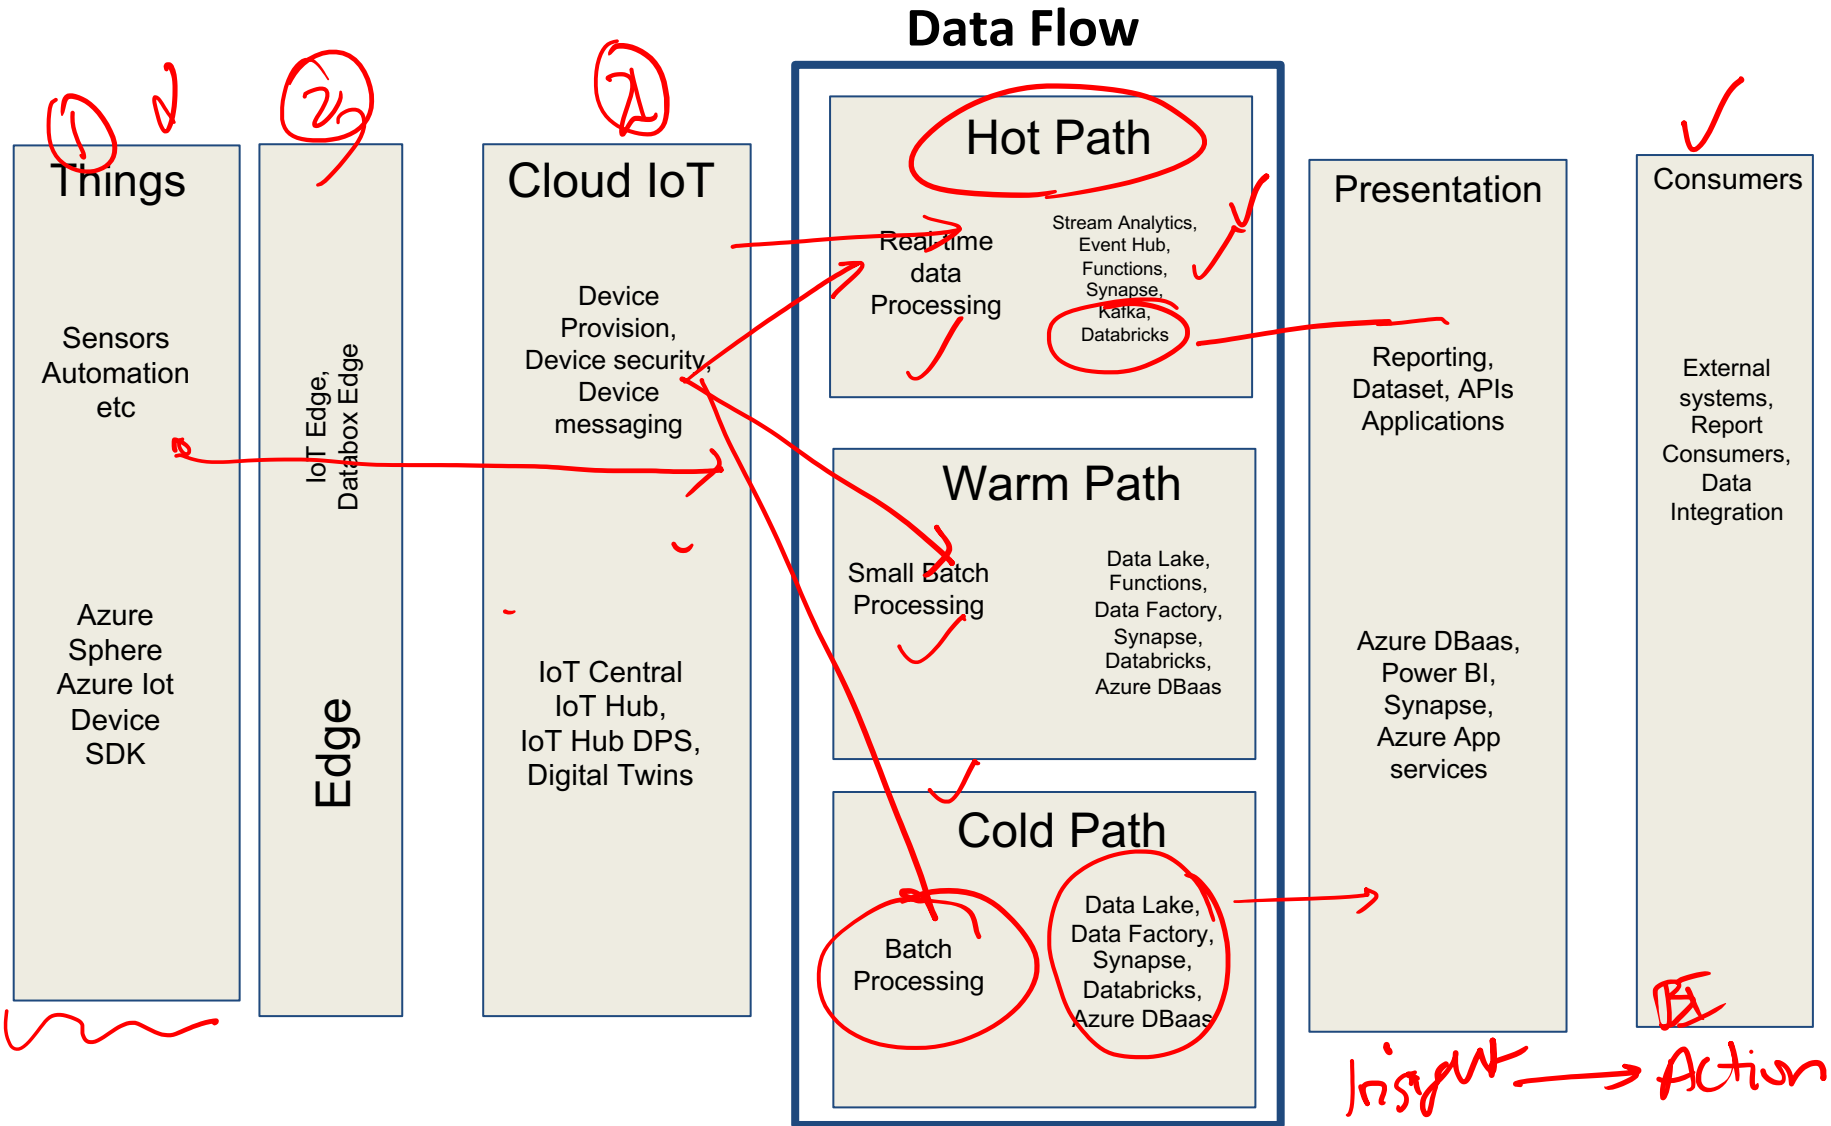 Data Flow
1
2
2
Things
Sensors
Automation
etc
Azure
Sphere
Azure Iot
Device
SDK
IoT Edge,
Databox Edge
Edge
Cloud IoT
Device
Provision,
Device security,
Device
messaging
IoT Central
IoT Hub,
IoT Hub DPS,
Digital Twins
Hot Path
Real-time
data
Processing
Stream Analytics,
Event Hub,
Functions,
Synapse,
Kafka,
Databricks
Warm Path
Small Batch
Processing
Data Lake,
Functions,
Data Factory,
Synapse,
Databricks,
Azure DBaas
Cold Path
Batch
Processing
Data Lake,
Data Factory,
Synapse,
Databricks,
Azure DBaas
Presentation
Reporting,
Dataset, APIs
Applications
Azure DBaas,
Power BI,
Synapse,
Azure App
services
Consumers
External
systems,
Report
Consumers,
Data
Integration
Insight → Action